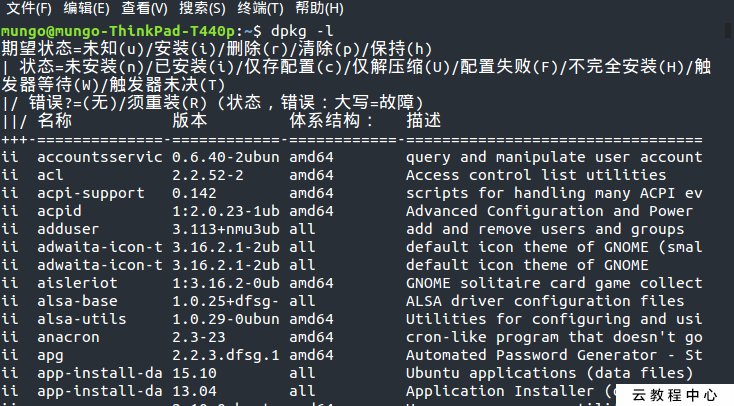 文件(F) 编辑(E) 查看(V) 搜索(S) 终端(T) 帮助(H)
mungo@mungo-ThinkPad-T440p:~$ dpkg -l
期望状态=未知(u)/安装(i)/删除(r)/清除(p)/保持(h)
| 状态=未安装(n)/已安装(i)/仅存配置(c)/仅解压缩(U)/配置失败(F)/不完全安装(H)/触
发器等待(W)/触发器未决(T)
|/ 错误?=(无)/须重装(R) (状态，错误：大写=故障)
||/ 名称 版本 体系结构： 描述
+++-==============-============-============-=================================
ii accountsservic 0.6.40-2ubun amd64 query and manipulate user account
ii acl 2.2.52-2 amd64 Access control list utilities
ii acpi-support 0.142 amd64 scripts for handling many ACPI ev
ii acpid 1:2.0.23-1ub amd64 Advanced Configuration and Power
ii adduser 3.113+nmu3ub all add and remove users and groups
ii adwaita-icon-t 3.16.2.1-2ub all default icon theme of GNOME (smal
ii adwaita-icon-t 3.16.2.1-2ub all default icon theme of GNOME
ii aisleriot 1:3.16.2-0ub amd64 GNOME solitaire card game collect
ii alsa-base 1.0.25+dfsg- all ALSA driver configuration files
ii alsa-utils 1.0.29-0ubun amd64 Utilities for configuring and usi
ii anacron 2.3-23 amd64 cron-like program that doesn't go
ii apg 2.2.3.dfsg.1 amd64 Automated Password Generator - St
ii app-install-da 15.10 all Ubuntu applications (data files)
ii app-install-da 13.04 all Application Installer (
云教程中心